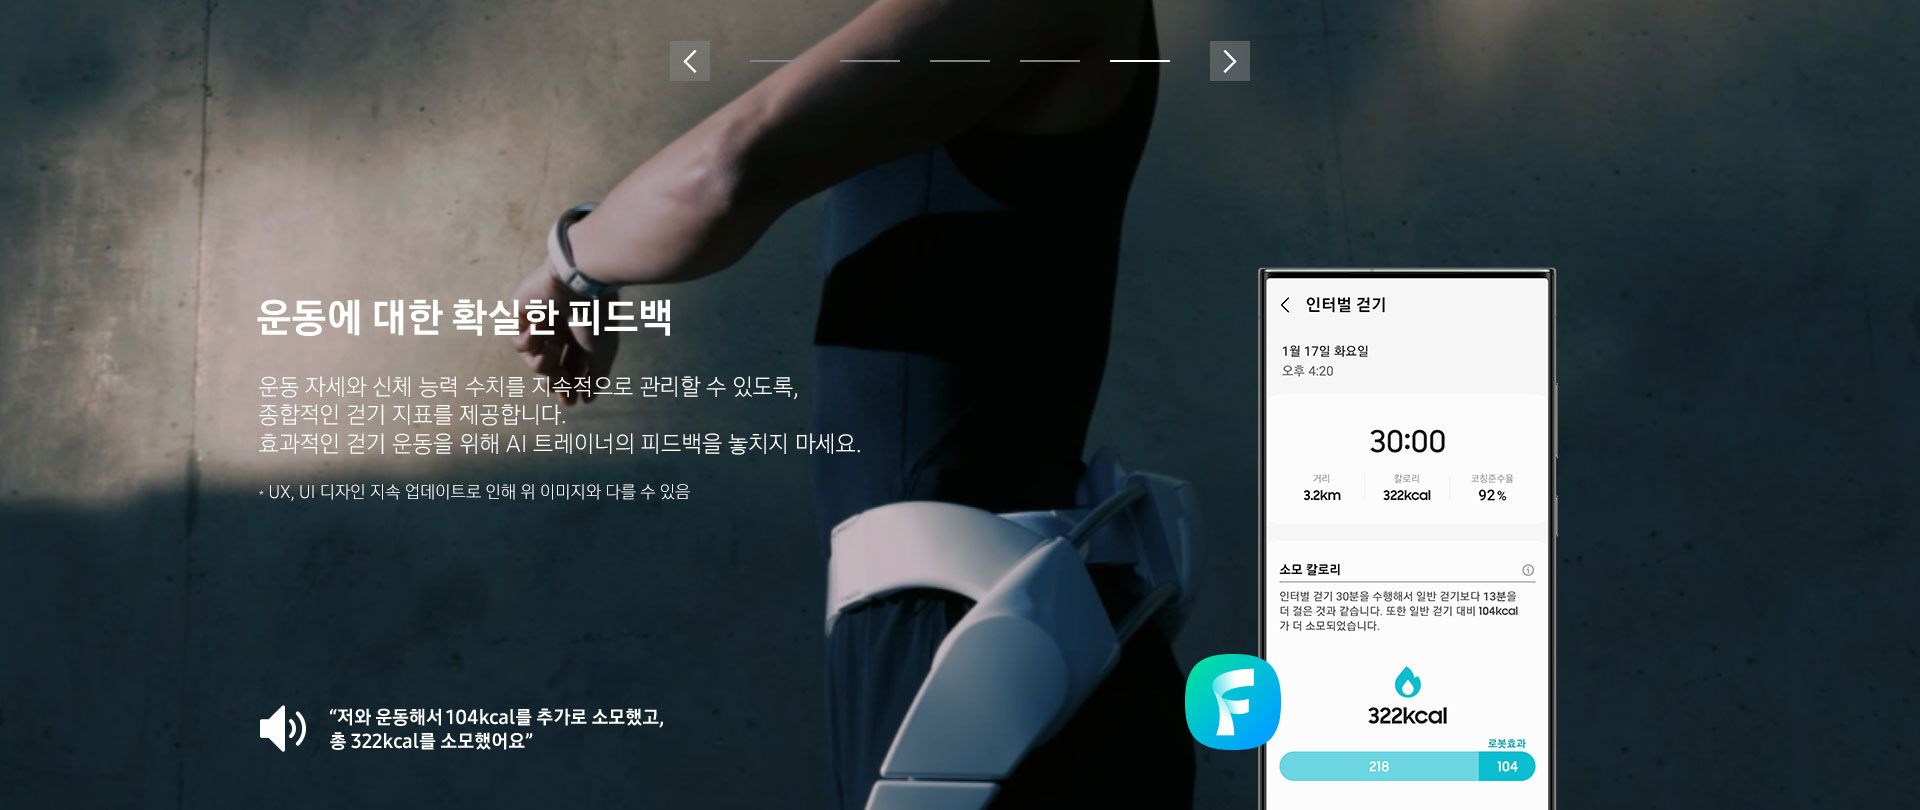 운동에 대한 확실한 피드백
운동 자세와 신체 능력 수치를 지속적으로 관리할 수 있도록,
종합적인 걷기 지표를 제공합니다.
효과적인 걷기 운동을 위해 AI 트레이너의 피드백을 놓치지 마세요.
* UX, UI 디자인 지속 업데이트로 인해 위 이미지와 다를 수 있음
“저와 운동해서 104kcal를 추가로 소모했고,
총 322kcal를 소모했어요”
인터벌 걷기
1월 17일 화요일
오후 4:20
30:00
거리 칼로리 코칭준수율
3.2km 322kcal 92%
소모 칼로리
인터벌 걷기 30분을 수행해서 일반 걷기보다 13분을
더 걸은 것과 같습니다. 또한 일반 걷기 대비 104kcal
가 더 소모되었습니다.
F
322kcal
로봇효과
218 104